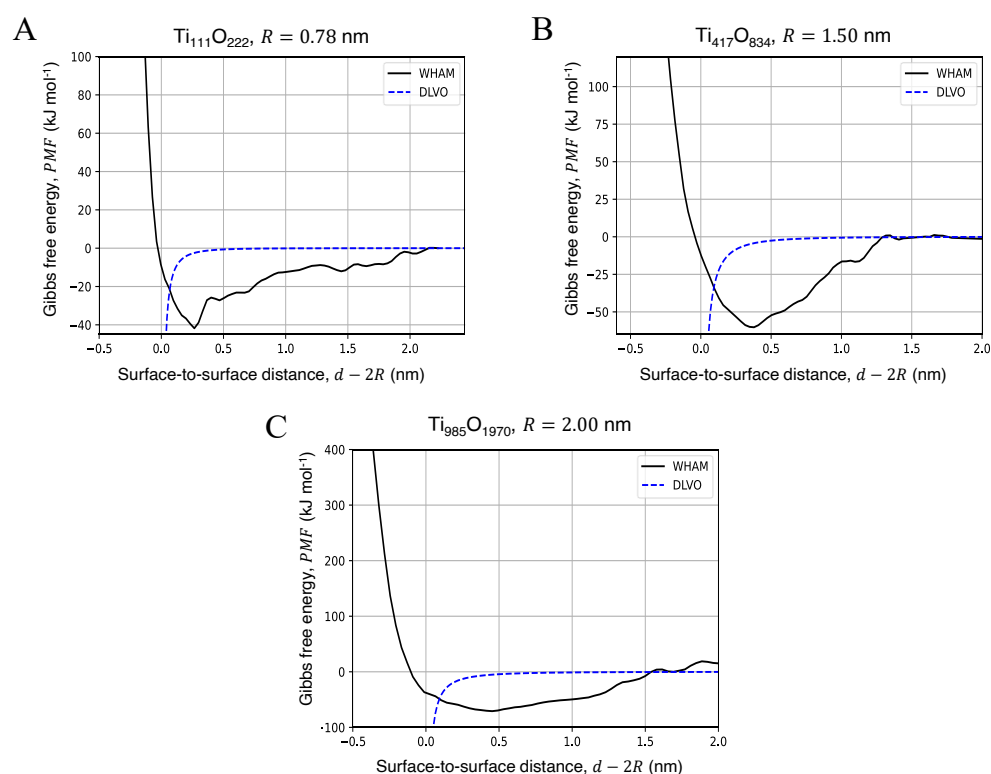 A
Ti₁₁₁O₂₂₂, R = 0.78 nm
Gibbs free energy, PMF (kJ mol⁻¹)
100
80
60
40
20
0
−20
−40
WHAM
DLVO
−0.5 0.0 0.5 1.0 1.5 2.0
Surface-to-surface distance, d − 2R (nm)
B
Ti₄₁₇O₈₃₄, R = 1.50 nm
Gibbs free energy, PMF (kJ mol⁻¹)
100
75
50
25
0
−25
−50
WHAM
DLVO
−0.5 0.0 0.5 1.0 1.5 2.0
Surface-to-surface distance, d − 2R (nm)
C
Ti₉₈₅O₁₉₇₀, R = 2.00 nm
Gibbs free energy, PMF (kJ mol⁻¹)
400
300
200
100
0
-100
WHAM
DLVO
−0.5 0.0 0.5 1.0 1.5 2.0
Surface-to-surface distance, d − 2R (nm)